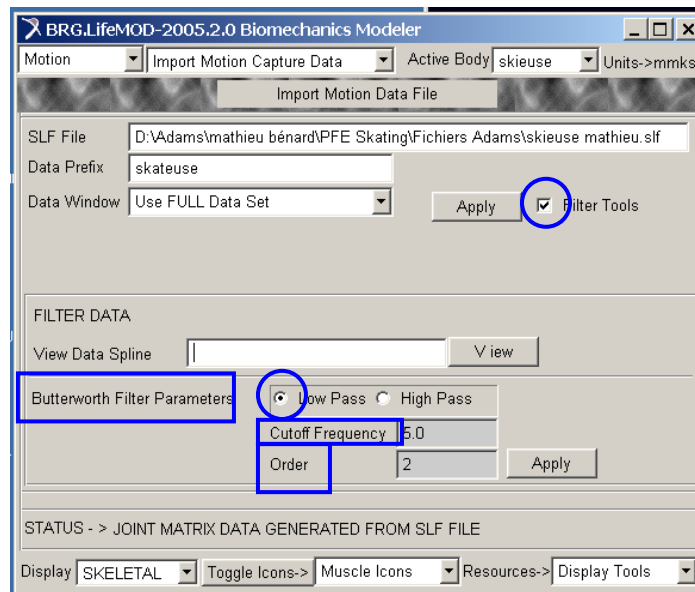 BRG.LifeMOD-2005.2.0 Biomechanics Modeler
Motion Import Motion Capture Data Active Body skieuse Units->mmks
Import Motion Data File
SLF File D:\Adams\mathieu bénard\PFE Skating\Fichiers Adams\skieuse mathieu.slf
Data Prefix skateuse
Data Window Use FULL Data Set Apply Filter Tools
FILTER DATA
View Data Spline View
Butterworth Filter Parameters Low Pass High Pass
Cutoff Frequency 5.0
Order 2 Apply
STATUS - > JOINT MATRIX DATA GENERATED FROM SLF FILE
Display SKELETAL Toggle Icons-> Muscle Icons Resources-> Display Tools